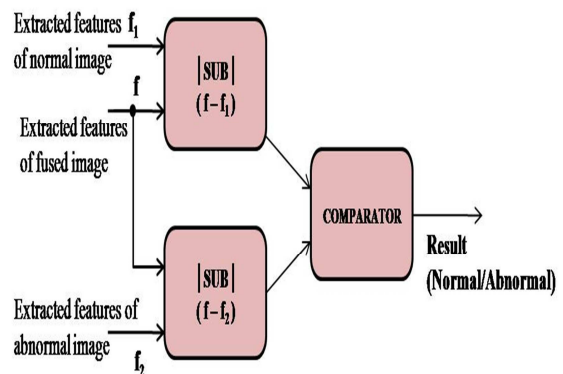 Extracted features f₁
of normal image
f
Extracted features
of fused image
|SUB|
(f–f₁)
COMPARATOR
Result
(Normal/Abnormal)
|SUB|
(f–f₂)
Extracted features of
abnormal image
f₂